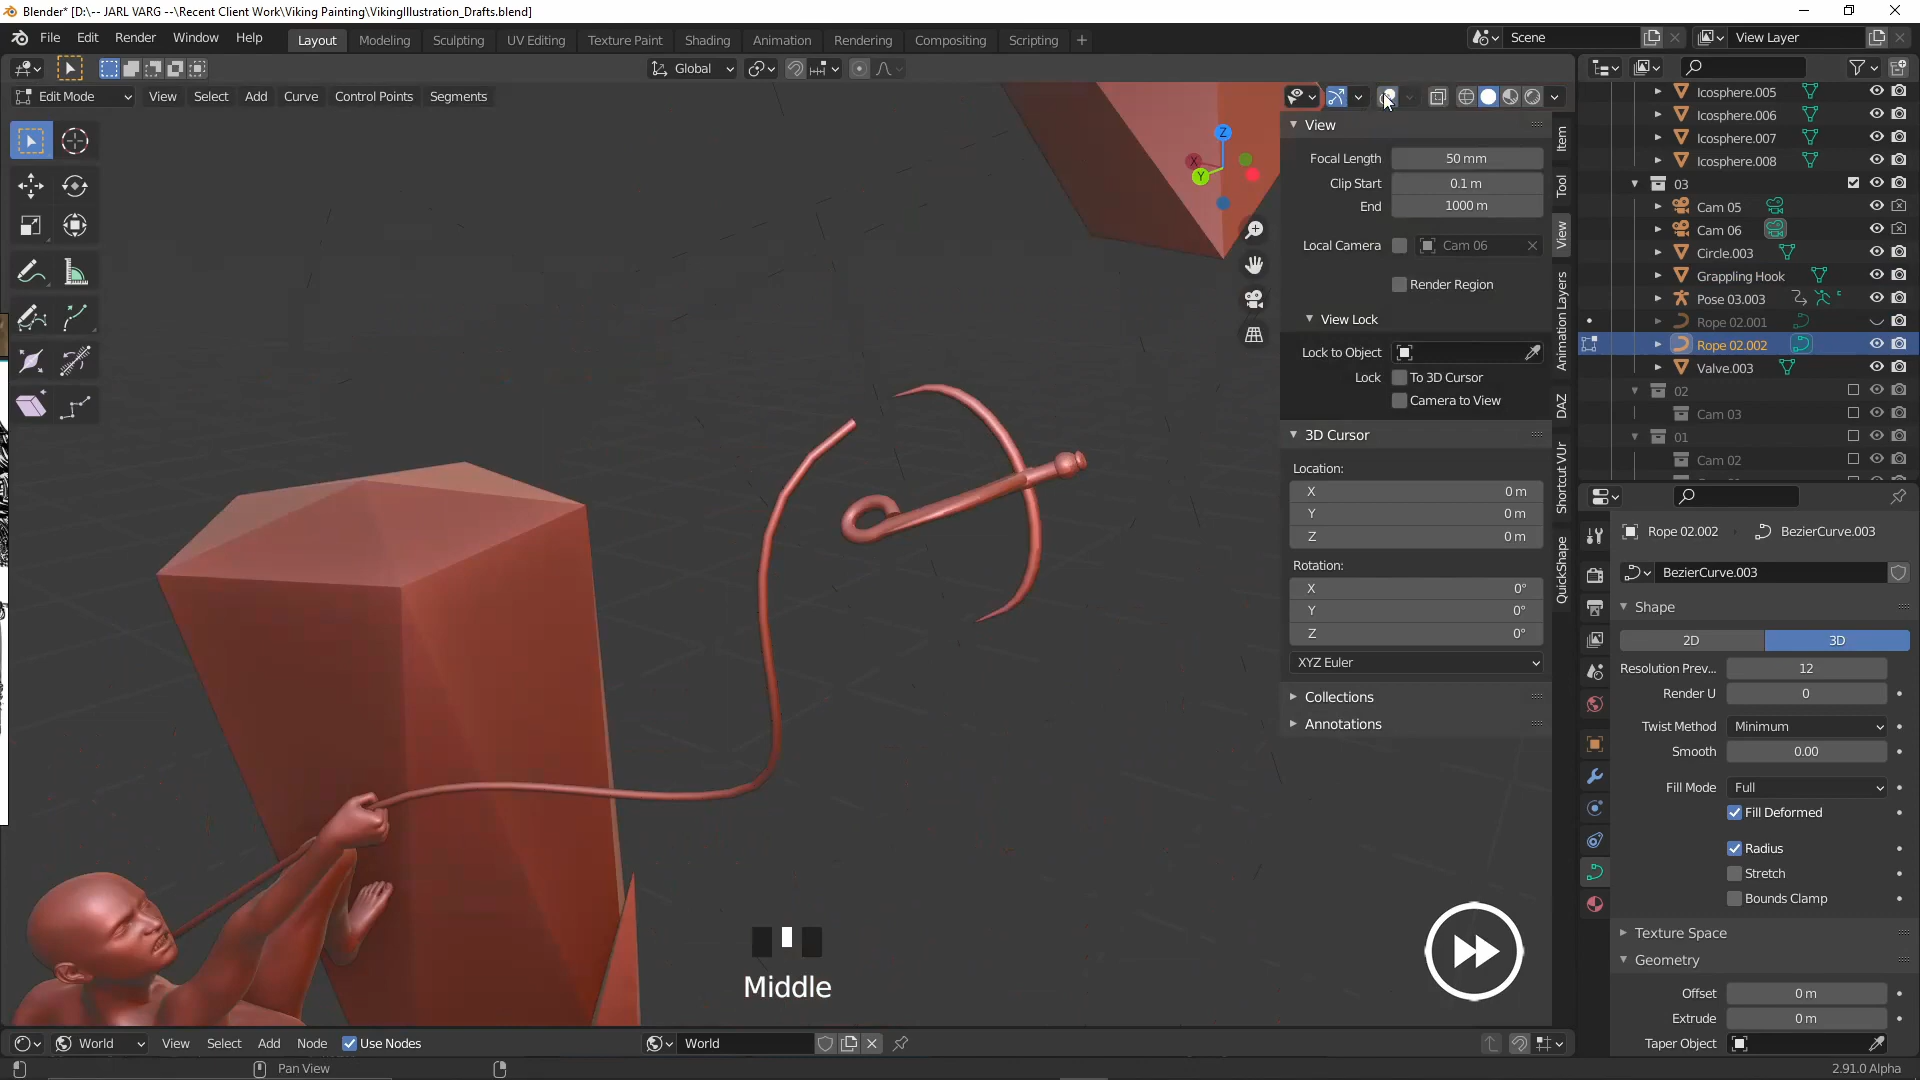 Blender* [D:\-- JARL VARG --\Recent Client Work\Viking Painting\VikingIllustration_Drafts.blend]
File Edit Render Window Help
Layout Modeling Sculpting UV Editing Texture Paint Shading Animation Rendering Compositing Scripting +
Scene
View Layer
Global
Edit Mode View Select Add Curve Control Points Segments
Z
X
Y
View
Focal Length 50 mm
Clip Start 0.1 m
End 1000 m
Local Camera Cam 06
Render Region
View Lock
Lock to Object
Lock To 3D Cursor
Camera to View
3D Cursor
Location:
X 0 m
Y 0 m
Z 0 m
Rotation:
X 0°
Y 0°
Z 0°
XYZ Euler
Collections
Annotations
Item
Tool
View
Animation Layers
DAZ
Shortcut VUr
QuickShape
Icosphere.005
Icosphere.006
Icosphere.007
Icosphere.008
03
Cam 05
Cam 06
Circle.003
Grappling Hook
Pose 03.003
Rope 02.001
Rope 02.002
Valve.003
02
Cam 03
01
Cam 02
Rope 02.002 BezierCurve.003
BezierCurve.003
Shape
2D 3D
Resolution Prev... 12
Render U 0
Twist Method Minimum
Smooth 0.00
Fill Mode Full
Fill Deformed
Radius
Stretch
Bounds Clamp
Texture Space
Geometry
Offset 0 m
Extrude 0 m
Taper Object
Middle
World View Select Add Node Use Nodes
World
Pan View
2.91.0 Alpha